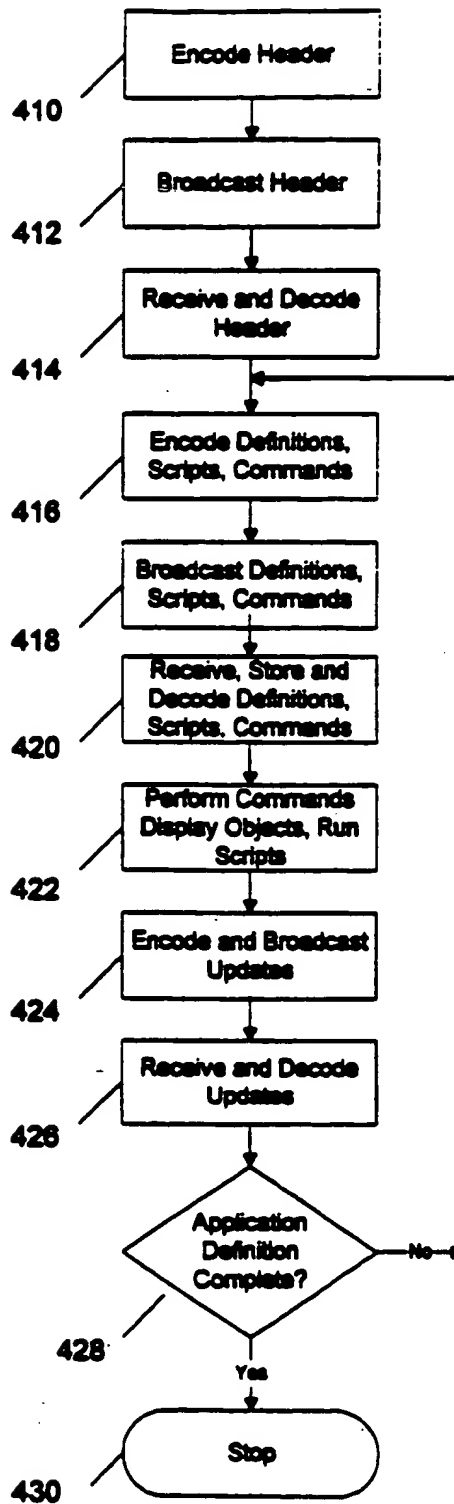 Encode Header
410
Broadcast Header
412
Receive and Decode
Header
414
Encode Definitions,
Scripts, Commands
416
Broadcast Definitions,
Scripts, Commands
418
Receive, Store and
Decode Definitions,
Scripts, Commands
420
Perform Commands
Display Objects, Run
Scripts
422
Encode and Broadcast
Updates
424
Receive and Decode
Updates
426
Application
Definition
Complete?
No
428
Yes
Stop
430